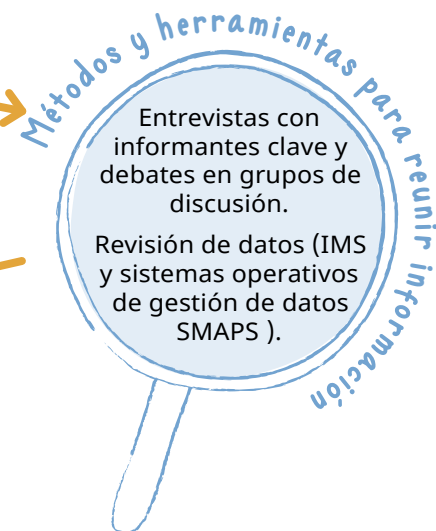 Métodos y herramientas para reunir información
Entrevistas con
informantes clave y
debates en grupos de
discusión.
Revisión de datos (IMS
y sistemas operativos
de gestión de datos
SMAPS ).